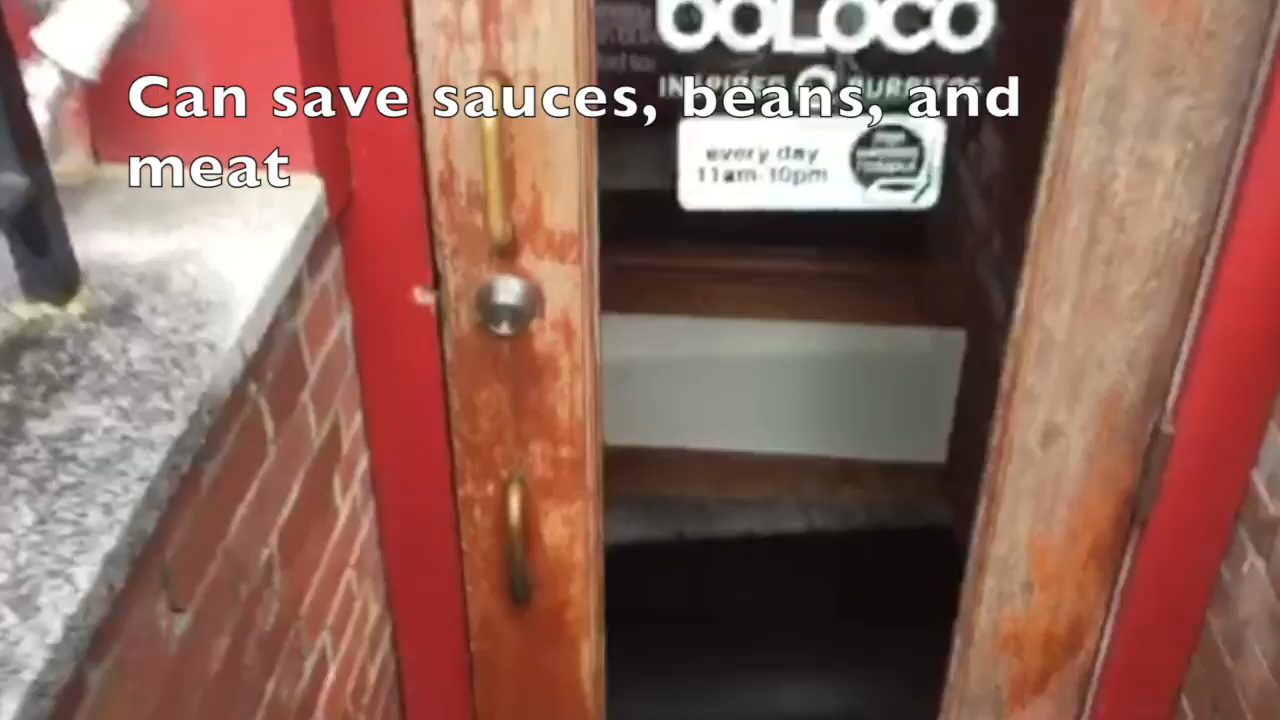 BOLOCO
Can save sauces, beans, and
meat
INSPIRED BURRITOS
every day
11am-10pm